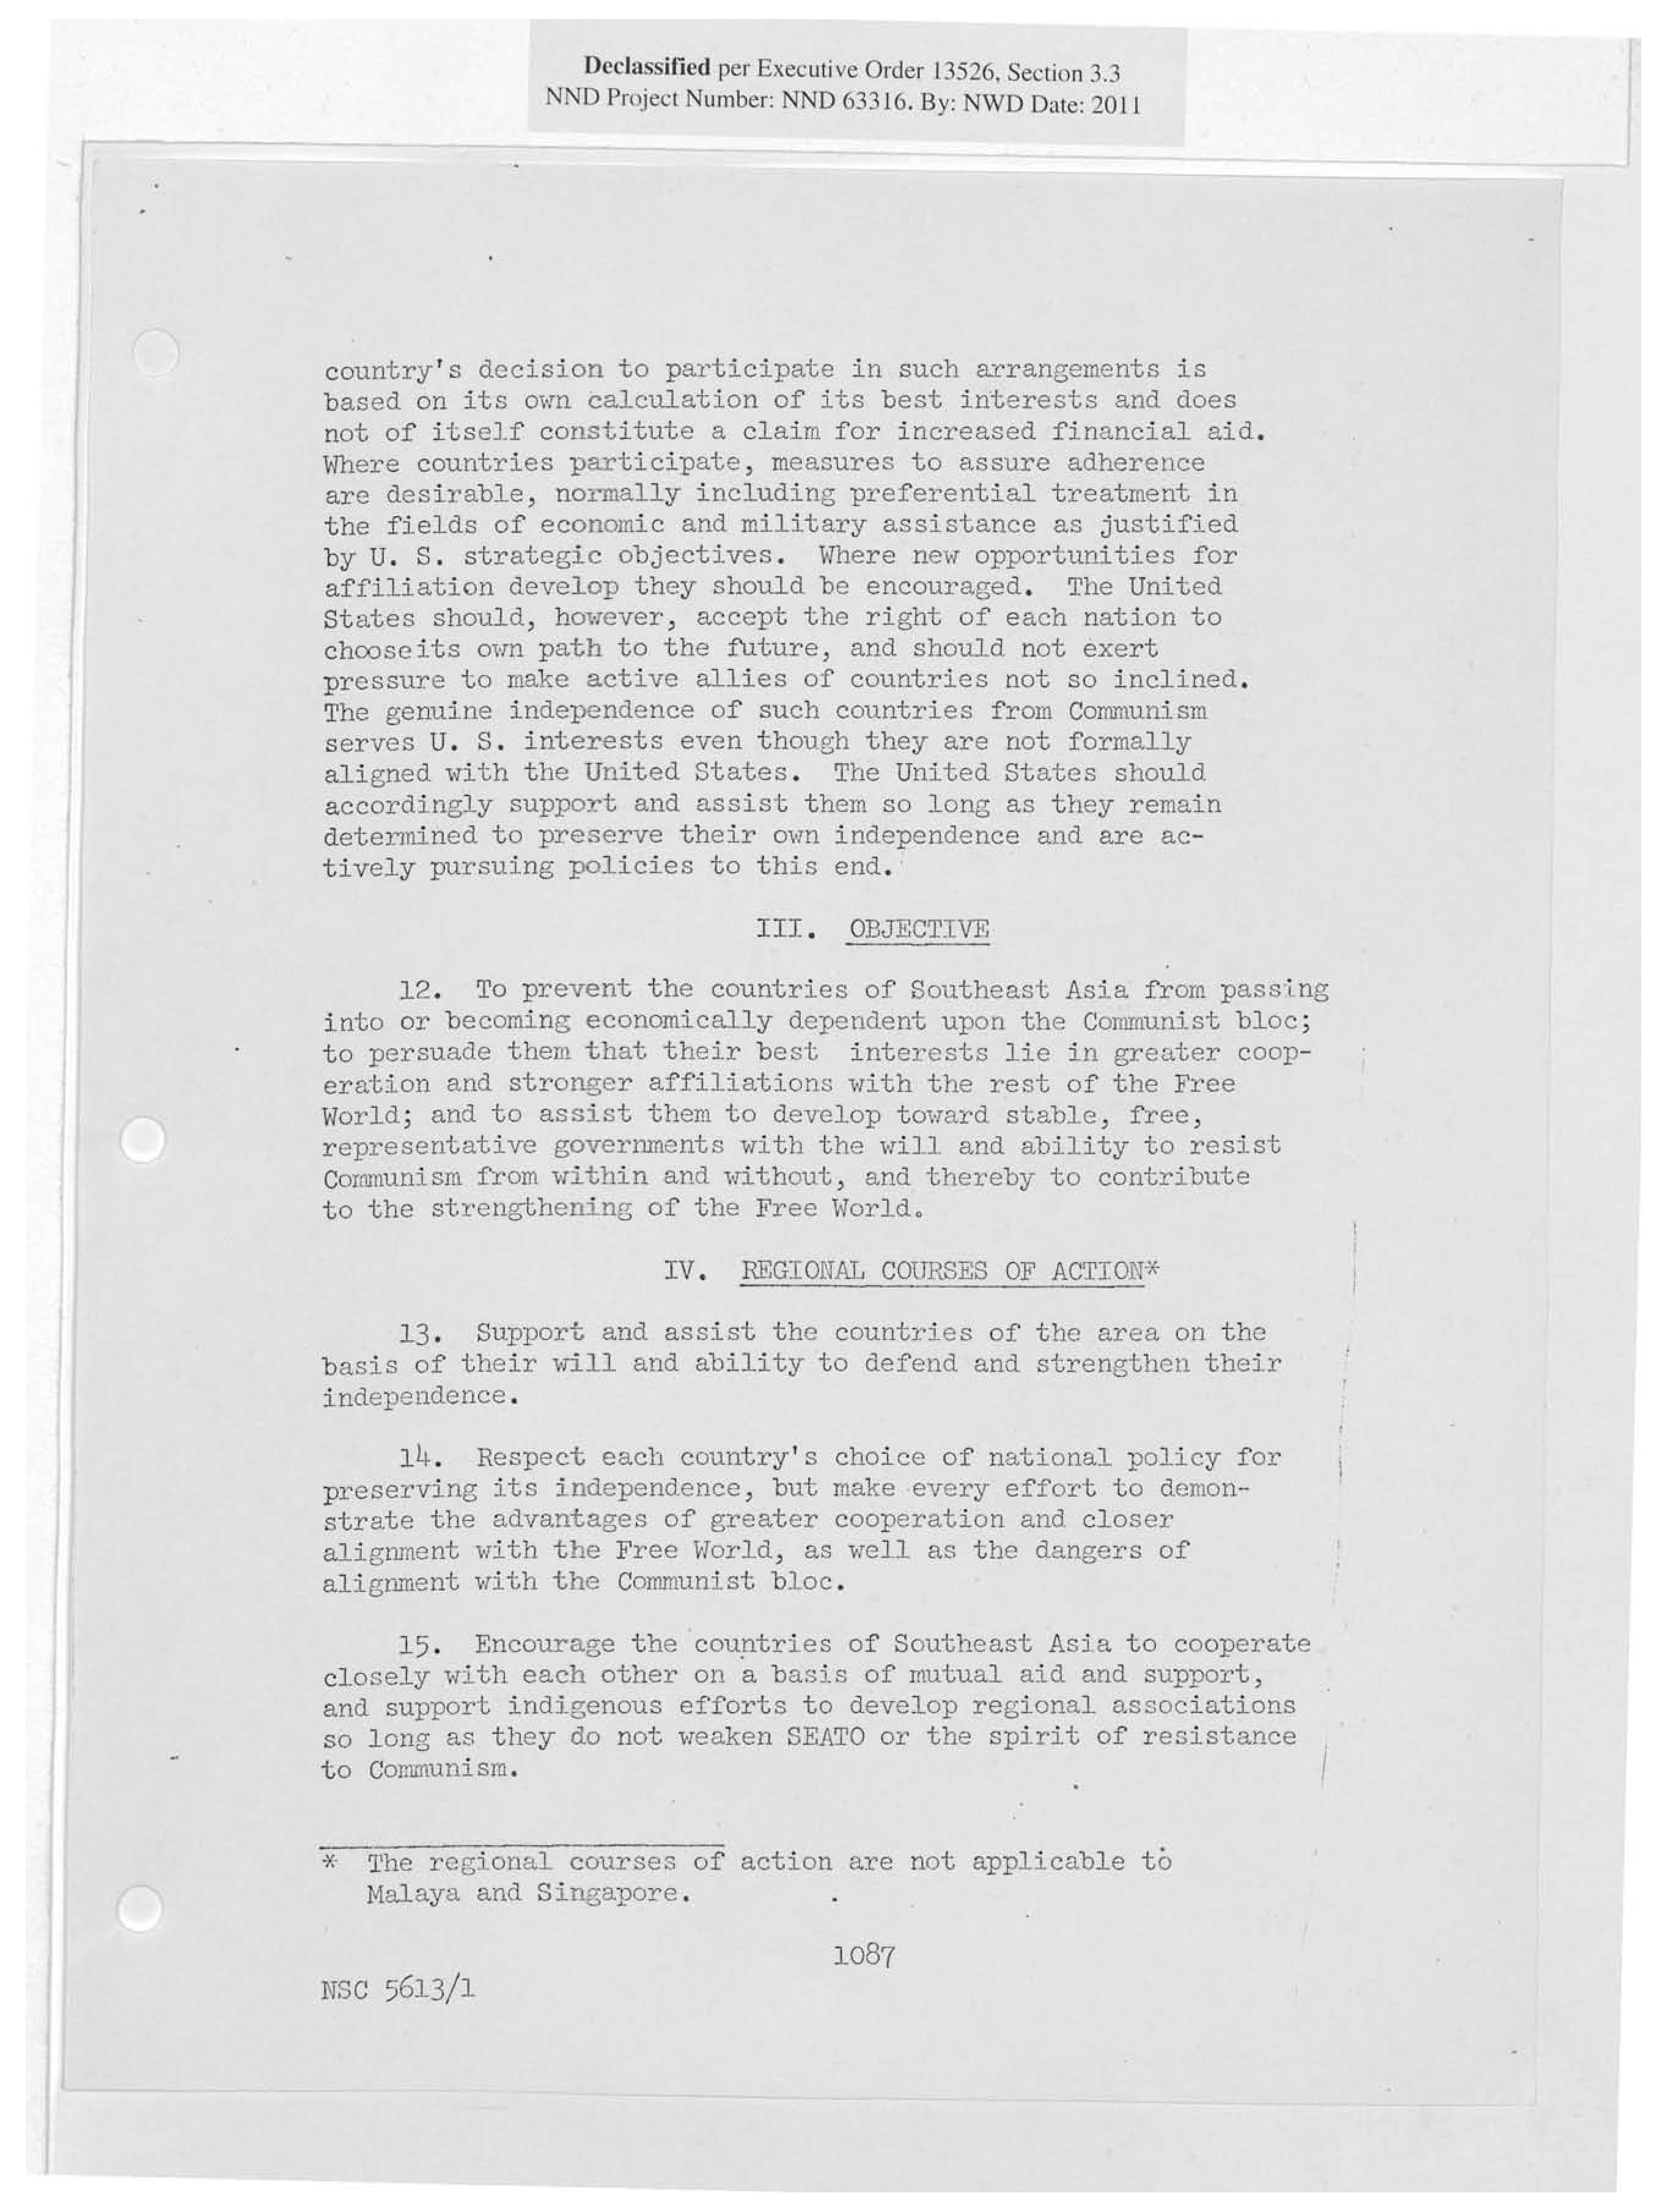 Declassified per Executive Order 13526, Section 3.3
NND Project Number: NND 63316. By: NWD Date: 2011
country's decision to participate in such arrangements is
based on its own calculation of its best interests and does
not of itself constitute a claim for increased financial aid.
Where countries participate, measures to assure adherence
are desirable, normally including preferential treatment in
the fields of economic and military assistance as justified
by U. S. strategic objectives. Where new opportunities for
affiliation develop they should be encouraged. The United
States should, however, accept the right of each nation to
chooseits own path to the future, and should not exert
pressure to make active allies of countries not so inclined.
The genuine independence of such countries from Communism
serves U. S. interests even though they are not formally
aligned with the United States. The United States should
accordingly support and assist them so long as they remain
determined to preserve their own independence and are ac-
tively pursuing policies to this end.
III. OBJECTIVE
12. To prevent the countries of Southeast Asia from passing
into or becoming economically dependent upon the Communist bloc;
to persuade them that their best interests lie in greater coop-
eration and stronger affiliations with the rest of the Free
World; and to assist them to develop toward stable, free,
representative governments with the will and ability to resist
Communism from within and without, and thereby to contribute
to the strengthening of the Free World.
IV. REGIONAL COURSES OF ACTION*
13. Support and assist the countries of the area on the
basis of their will and ability to defend and strengthen their
independence.
14. Respect each country's choice of national policy for
preserving its independence, but make every effort to demon-
strate the advantages of greater cooperation and closer
alignment with the Free World, as well as the dangers of
alignment with the Communist bloc.
15. Encourage the countries of Southeast Asia to cooperate
closely with each other on a basis of mutual aid and support,
and support indigenous efforts to develop regional associations
so long as they do not weaken SEATO or the spirit of resistance
to Communism.
* The regional courses of action are not applicable to
Malaya and Singapore.
1087
NSC 5613/1